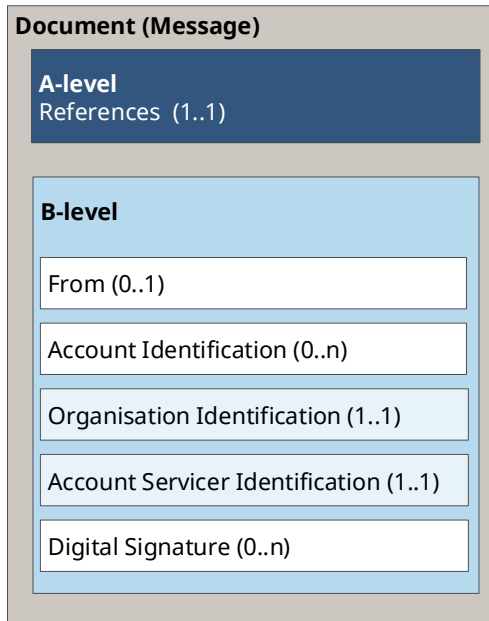 Document (Message)
A-level
References (1..1)
B-level
From (0..1)
Account Identification (0..n)
Organisation Identification (1..1)
Account Servicer Identification (1..1)
Digital Signature (0..n)